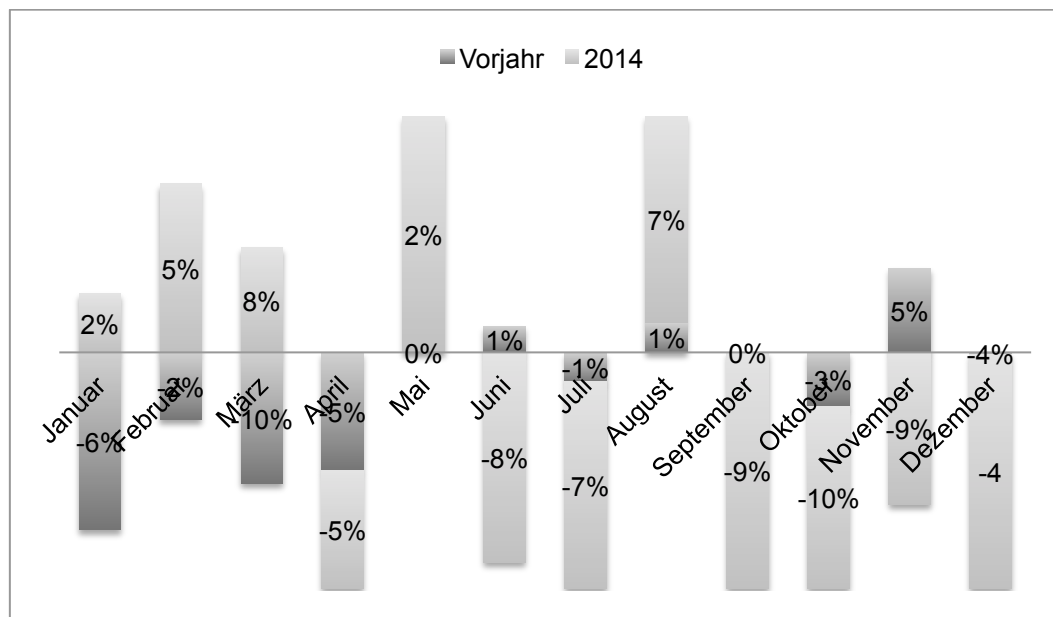 Vorjahr 2014
2% 5% 8% 2% 7% 5%
0% 1% -1% 1% 0% -3% -4%
-6% -2% -10% -5% -8% -7% -9% -10% -9% -4
-5%
Januar
Februar
März
April
Mai
Juni
Juli
August
September
Oktober
November
Dezember